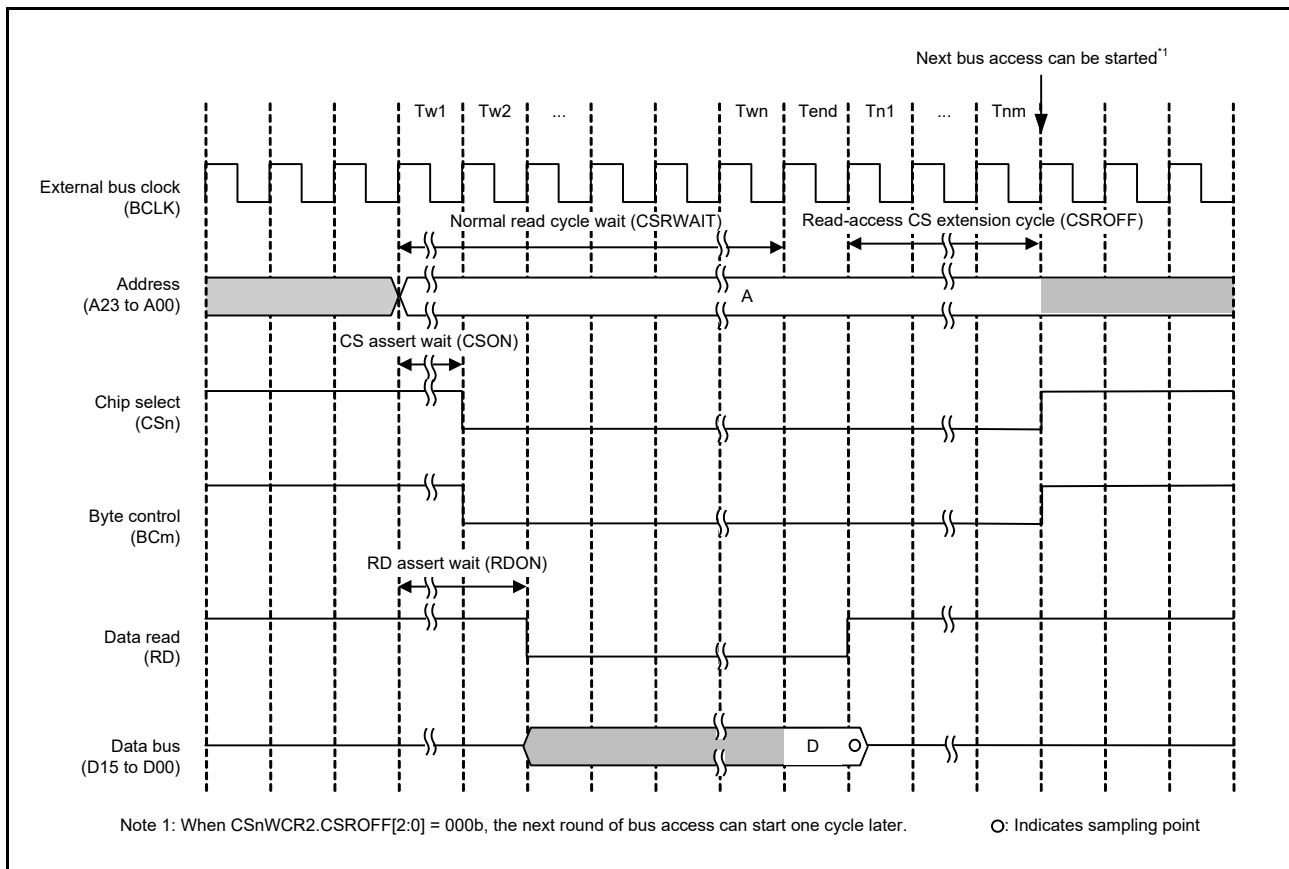 Next bus access can be started*1
Tw1 Tw2 ... Twn Tend Tn1 ... Tnm
External bus clock
(BCLK)
Normal read cycle wait (CSRWAIT)
Read-access CS extension cycle (CSROFF)
Address
(A23 to A00)
A
CS assert wait (CSON)
Chip select
(CSn)
Byte control
(BCm)
RD assert wait (RDON)
Data read
(RD)
Data bus
(D15 to D00)
D
Note 1: When CSnWCR2.CSROFF[2:0] = 000b, the next round of bus access can start one cycle later.
O: Indicates sampling point